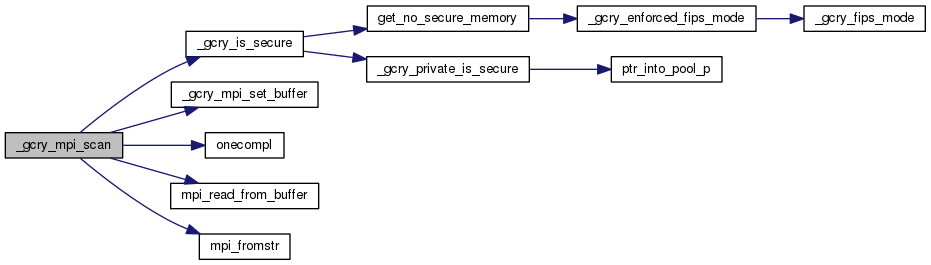 get_no_secure_memory
_gcry_enforced_fips_mode
_gcry_fips_mode
_gcry_is_secure
_gcry_private_is_secure
ptr_into_pool_p
_gcry_mpi_set_buffer
_gcry_mpi_scan
onecompl
mpi_read_from_buffer
mpi_fromstr